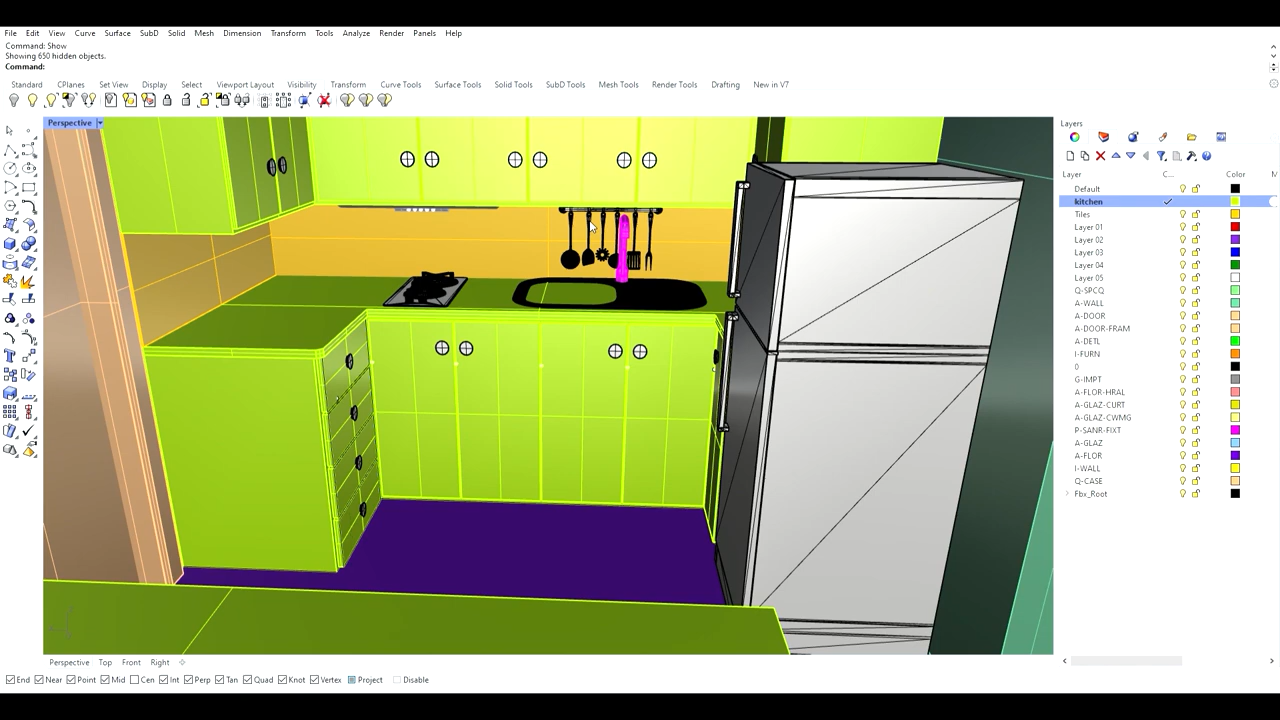 File Edit View Curve Surface SubD Solid Mesh Dimension Transform Tools Analyze Render Panels Help
Command: Show
Showing 650 hidden objects.
Command:
Standard CPlanes Set View Display Select Viewport Layout Visibility Transform Curve Tools Surface Tools Solid Tools SubD Tools Mesh Tools Render Tools Drafting New in V7
Perspective
Layers
Layer C... Color M
Default
kitchen
Tiles
Layer 01
Layer 02
Layer 03
Layer 04
Layer 05
Q-SPCQ
A-WALL
A-DOOR
A-DOOR-FRAM
A-DETL
I-FURN
0
G-IMPT
A-FLOR-HRAL
A-GLAZ-CURT
A-GLAZ-CWMG
P-SANR-FIXT
A-GLAZ
A-FLOR
I-WALL
Q-CASE
Fbx_Root
Perspective Top Front Right
End Near Point Mid Cen Int Perp Tan Quad Knot Vertex Project Disable